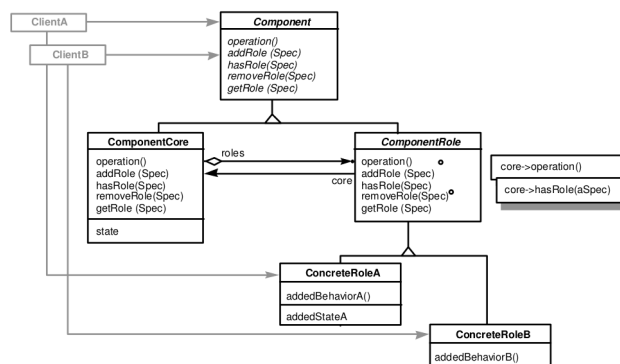 ClientA
Component
ClientB
operation()
addRole (Spec)
hasRole(Spec)
removeRole(Spec)
getRole (Spec)
ComponentCore
operation()
addRole (Spec)
hasRole(Spec)
removeRole(Spec)
getRole (Spec)
state
roles
core
ComponentRole
operation()
addRole (Spec)
hasRole(Spec)
removeRole(Spec)
getRole (Spec)
core->operation()
core->hasRole(aSpec)
ConcreteRoleA
addedBehaviorA()
addedStateA
ConcreteRoleB
addedBehaviorB()